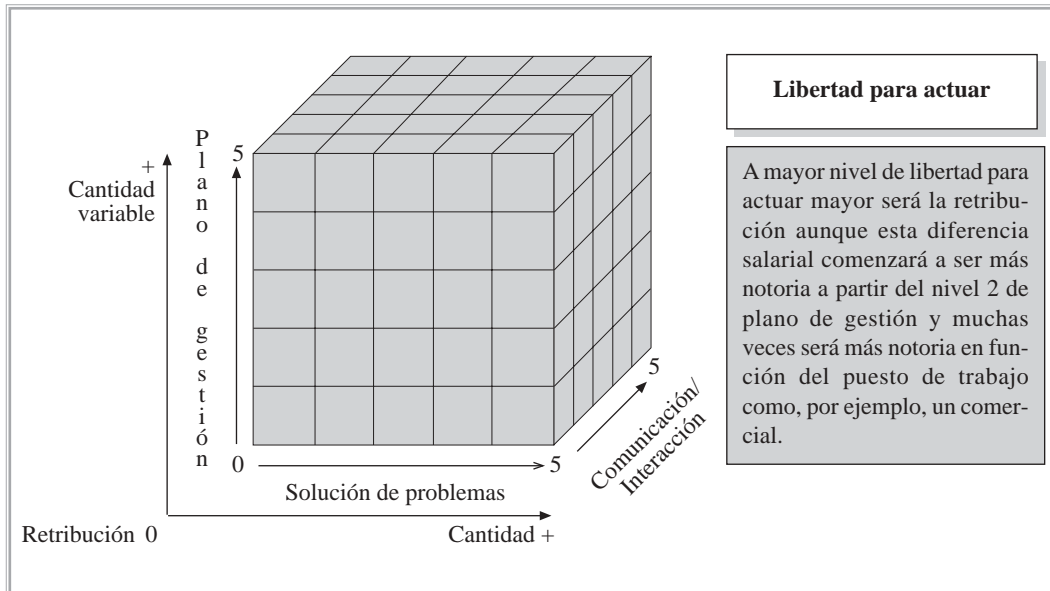 Libertad para actuar
A mayor nivel de libertad para
actuar mayor será la retribu-
ción aunque esta diferencia
salarial comenzará a ser más
notoria a partir del nivel 2 de
plano de gestión y muchas
veces será más notoria en fun-
ción del puesto de trabajo
como, por ejemplo, un comer-
cial.
+
Cantidad
variable
Plano de gestión
5
0
5
5
Solución de problemas
Comunicación/
Interacción
Retribución 0
Cantidad +